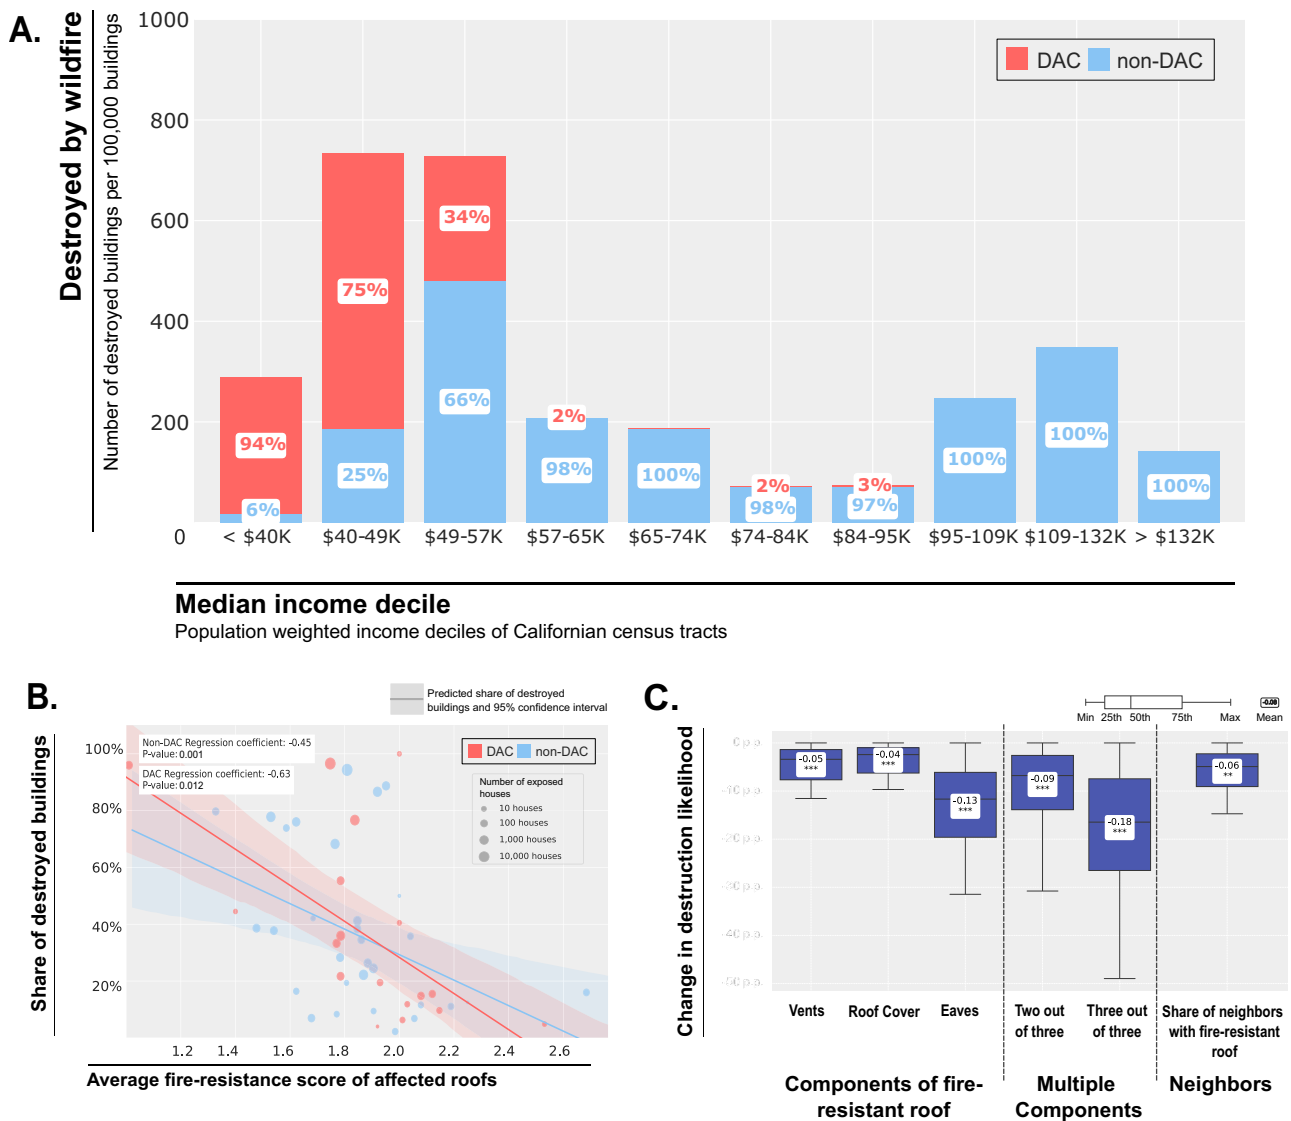 A.
Destroyed by wildfire
Number of destroyed buildings per 100,000 buildings
1000
800
600
400
200
0
DAC
non-DAC
94%
6%
75%
25%
34%
66%
2%
98%
100%
2%
98%
3%
97%
100%
100%
100%
< $40K
$40-49K
$49-57K
$57-65K
$65-74K
$74-84K
$84-95K
$95-109K
$109-132K
> $132K
Median income decile
Population weighted income deciles of Californian census tracts
B.
Predicted share of destroyed
buildings and 95% confidence interval
Share of destroyed buildings
100%
80%
60%
40%
20%
Non-DAC Regression coefficient: -0.45
P-value: 0.001
DAC Regression coefficient: -0,63
P-value: 0.012
DAC
non-DAC
Number of exposed
houses
10 houses
100 houses
1,000 houses
10,000 houses
1.2
1.4
1.6
1.8
2.0
2.2
2.4
2.6
Average fire-resistance score of affected roofs
C.
-0.08
Min
25th
50th
75th
Max
Mean
Change in destruction likelihood
0 p.p.
-10 p.p.
-20 p.p.
-30 p.p.
-40 p.p.
-50 p.p.
-0.05
***
-0.04
***
-0.13
***
-0.09
***
-0.18
***
-0.06
**
Vents
Roof Cover
Eaves
Two out
of three
Three out
of three
Share of neighbors
with fire-resistant
roof
Components of fire-
resistant roof
Multiple
Components
Neighbors